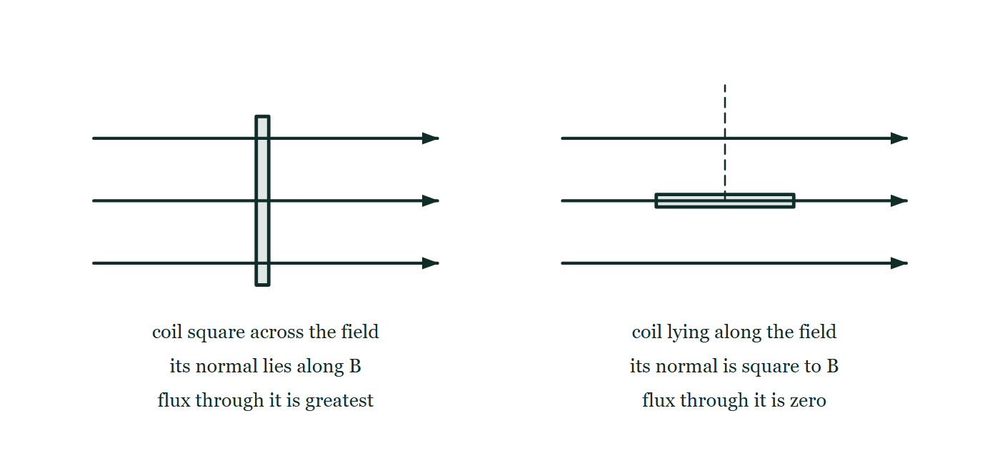 coil square across the field
its normal lies along B
flux through it is greatest
coil lying along the field
its normal is square to B
flux through it is zero